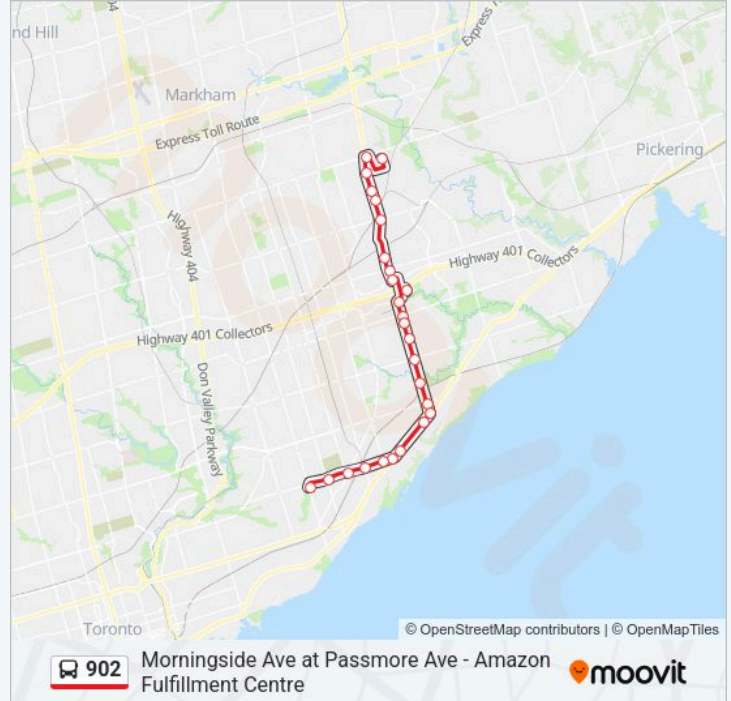 nd Hill
04
Express T
Markham
Express Toll Route
Pickering
Highway 404
Highway 401 Collectors
Highway 401 Collectors
Don Valley Parkway
© OpenStreetMap contributors | © OpenMapTiles
Toronto
902
Morningside Ave at Passmore Ave - Amazon
Fulfillment Centre
moovit